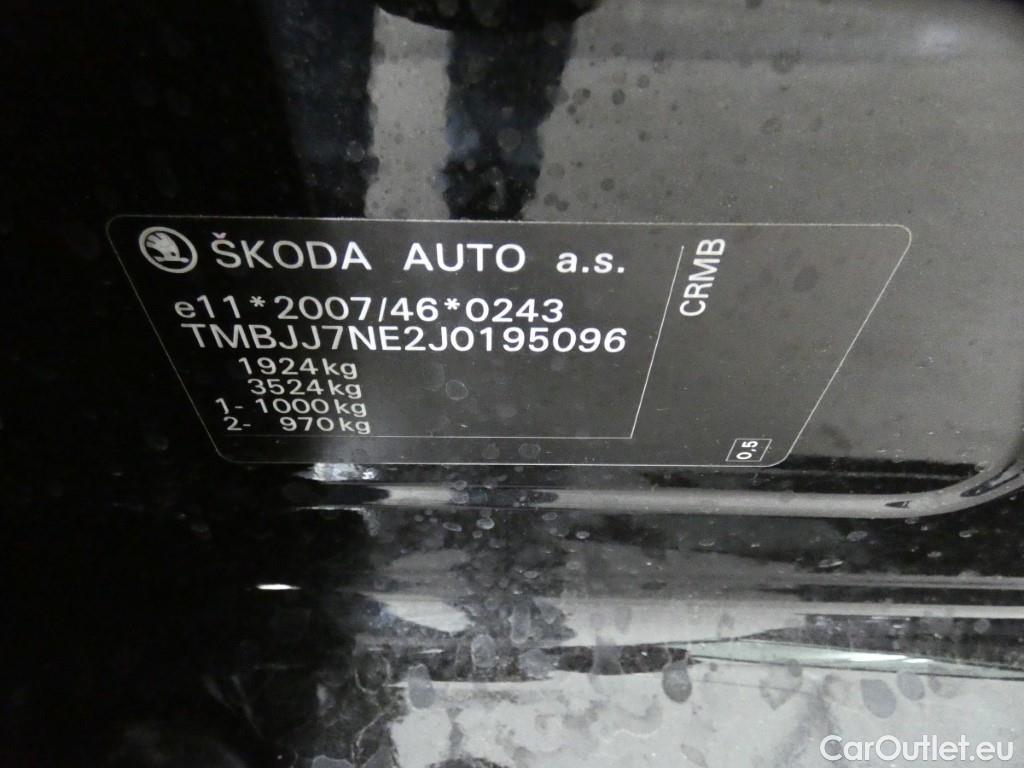 ŠKODA AUTO a.s.
e11*2007/46*0243
TMBJJ7NE2J0195096
1924kg
3524kg
1- 1000kg
2- 970kg
CRMB
0,5
CarOutlet.eu